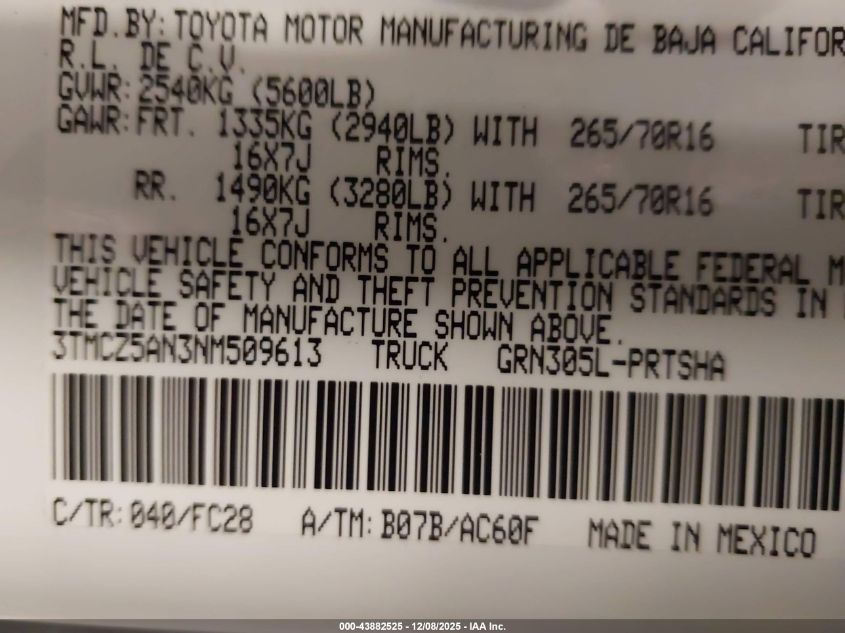 MFD.BY: TOYOTA MOTOR MANUFACTURING DE BAJA CALIFOR
R.L. DE C.V.
GVWR: 2540KG (5600LB)
GAWR: FRT. 1335KG (2940LB) WITH 265/70R16 TIR
16X7J RIMS.
RR. 1490KG (3280LB) WITH 265/70R16 TIR
16X7J RIMS.
THIS VEHICLE CONFORMS TO ALL APPLICABLE FEDERAL M
VEHICLE SAFETY AND THEFT PREVENTION STANDARDS IN
THE DATE OF MANUFACTURE SHOWN ABOVE.
3TMCZ5AN3NM509613 TRUCK GRN305L-PRTSHA
C/TR: 040/FC28 A/TM: B07B/AC60F MADE IN MEXICO
000-43882525 - 12/08/2025 - IAA Inc.